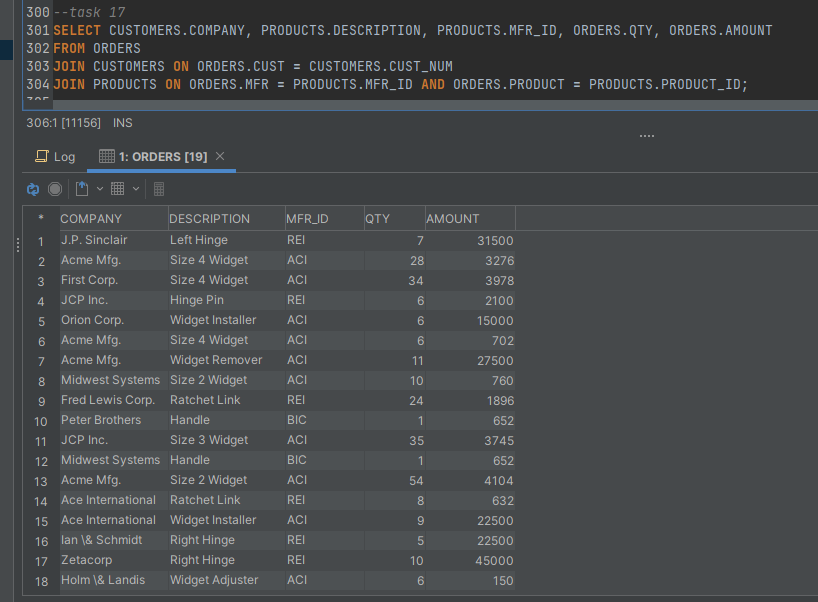 300 --task 17
301 SELECT CUSTOMERS.COMPANY, PRODUCTS.DESCRIPTION, PRODUCTS.MFR_ID, ORDERS.QTY, ORDERS.AMOUNT
302 FROM ORDERS
303 JOIN CUSTOMERS ON ORDERS.CUST = CUSTOMERS.CUST_NUM
304 JOIN PRODUCTS ON ORDERS.MFR = PRODUCTS.MFR_ID AND ORDERS.PRODUCT = PRODUCTS.PRODUCT_ID;
305
306:1 [11156] INS
Log 1: ORDERS [19]
* COMPANY DESCRIPTION MFR_ID QTY AMOUNT
1 J.P. Sinclair Left Hinge REI 7 31500
2 Acme Mfg. Size 4 Widget ACI 28 3276
3 First Corp. Size 4 Widget ACI 34 3978
4 JCP Inc. Hinge Pin REI 6 2100
5 Orion Corp. Widget Installer ACI 6 15000
6 Acme Mfg. Size 4 Widget ACI 6 702
7 Acme Mfg. Widget Remover ACI 11 27500
8 Midwest Systems Size 2 Widget ACI 10 760
9 Fred Lewis Corp. Ratchet Link REI 24 1896
10 Peter Brothers Handle BIC 1 652
11 JCP Inc. Size 3 Widget ACI 35 3745
12 Midwest Systems Handle BIC 1 652
13 Acme Mfg. Size 2 Widget ACI 54 4104
14 Ace International Ratchet Link REI 8 632
15 Ace International Widget Installer ACI 9 22500
16 Ian \& Schmidt Right Hinge REI 5 22500
17 Zetacorp Right Hinge REI 10 45000
18 Holm \& Landis Widget Adjuster ACI 6 150